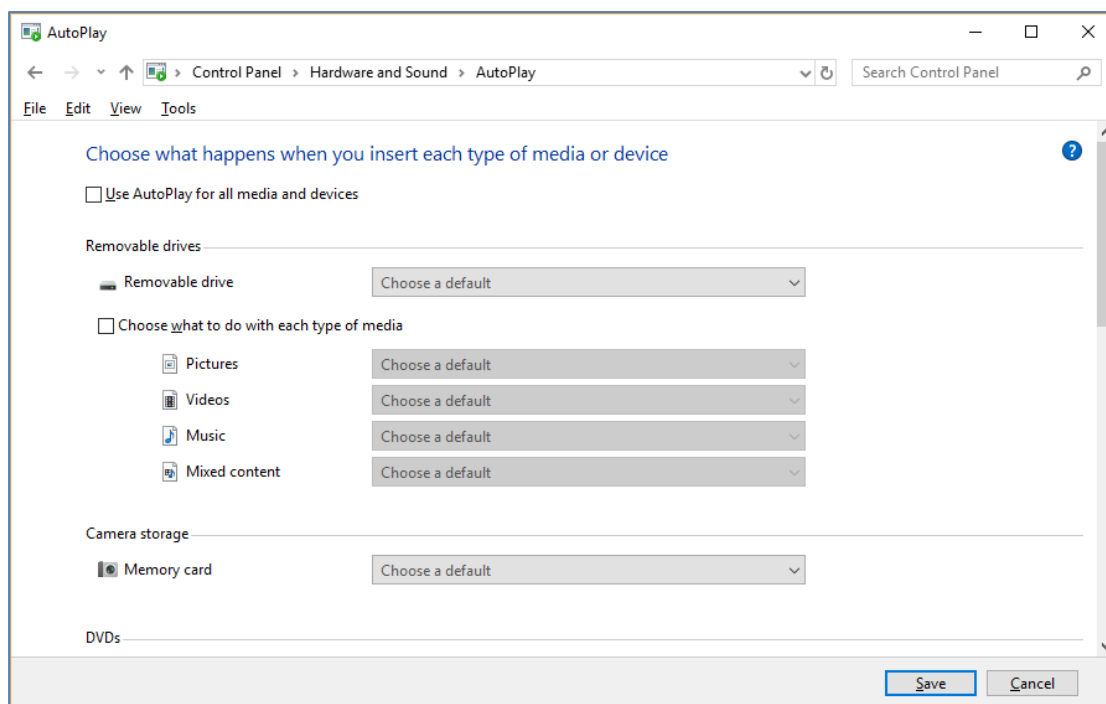 AutoPlay
Control Panel > Hardware and Sound > AutoPlay
Search Control Panel
File Edit View Tools
Choose what happens when you insert each type of media or device
?
Use AutoPlay for all media and devices
Removable drives
Removable drive Choose a default
Choose what to do with each type of media
Pictures Choose a default
Videos Choose a default
Music Choose a default
Mixed content Choose a default
Camera storage
Memory card Choose a default
DVDs
Save Cancel